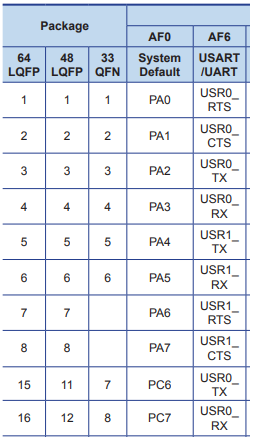 Package
AF0 AF6
64 LQFP 48 LQFP 33 QFN System Default USART /UART
1 1 1 PA0 USR0_ RTS
2 2 2 PA1 USR0_ CTS
3 3 3 PA2 USR0_ TX
4 4 4 PA3 USR0_ RX
5 5 5 PA4 USR1_ TX
6 6 6 PA5 USR1_ RX
7 7 PA6 USR1_ RTS
8 8 PA7 USR1_ CTS
15 11 7 PC6 USR0_ TX
16 12 8 PC7 USR0_ RX